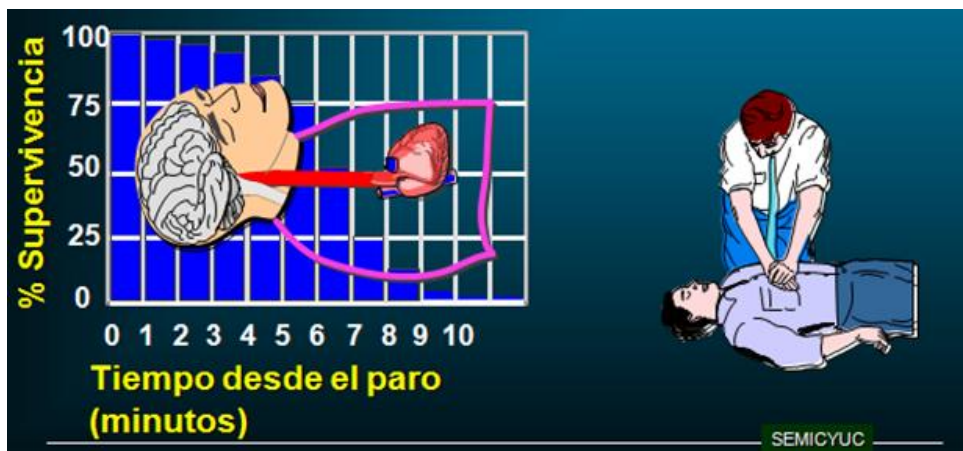 % Supervivencia
100
75
50
25
0
0 1 2 3 4 5 6 7 8 9 10
Tiempo desde el paro
(minutos)
SEMICYUC